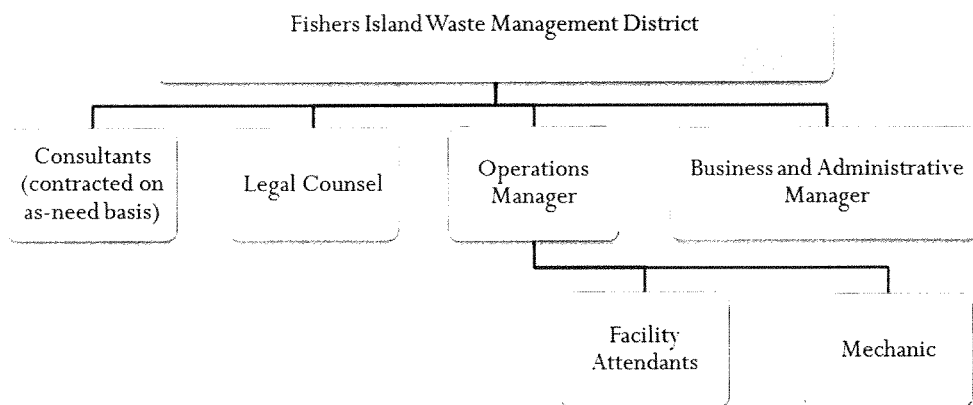 Fishers Island Waste Management District
Consultants
(contracted on
as-need basis)
Legal Counsel
Operations
Manager
Business and Administrative
Manager
Facility
Attendants
Mechanic